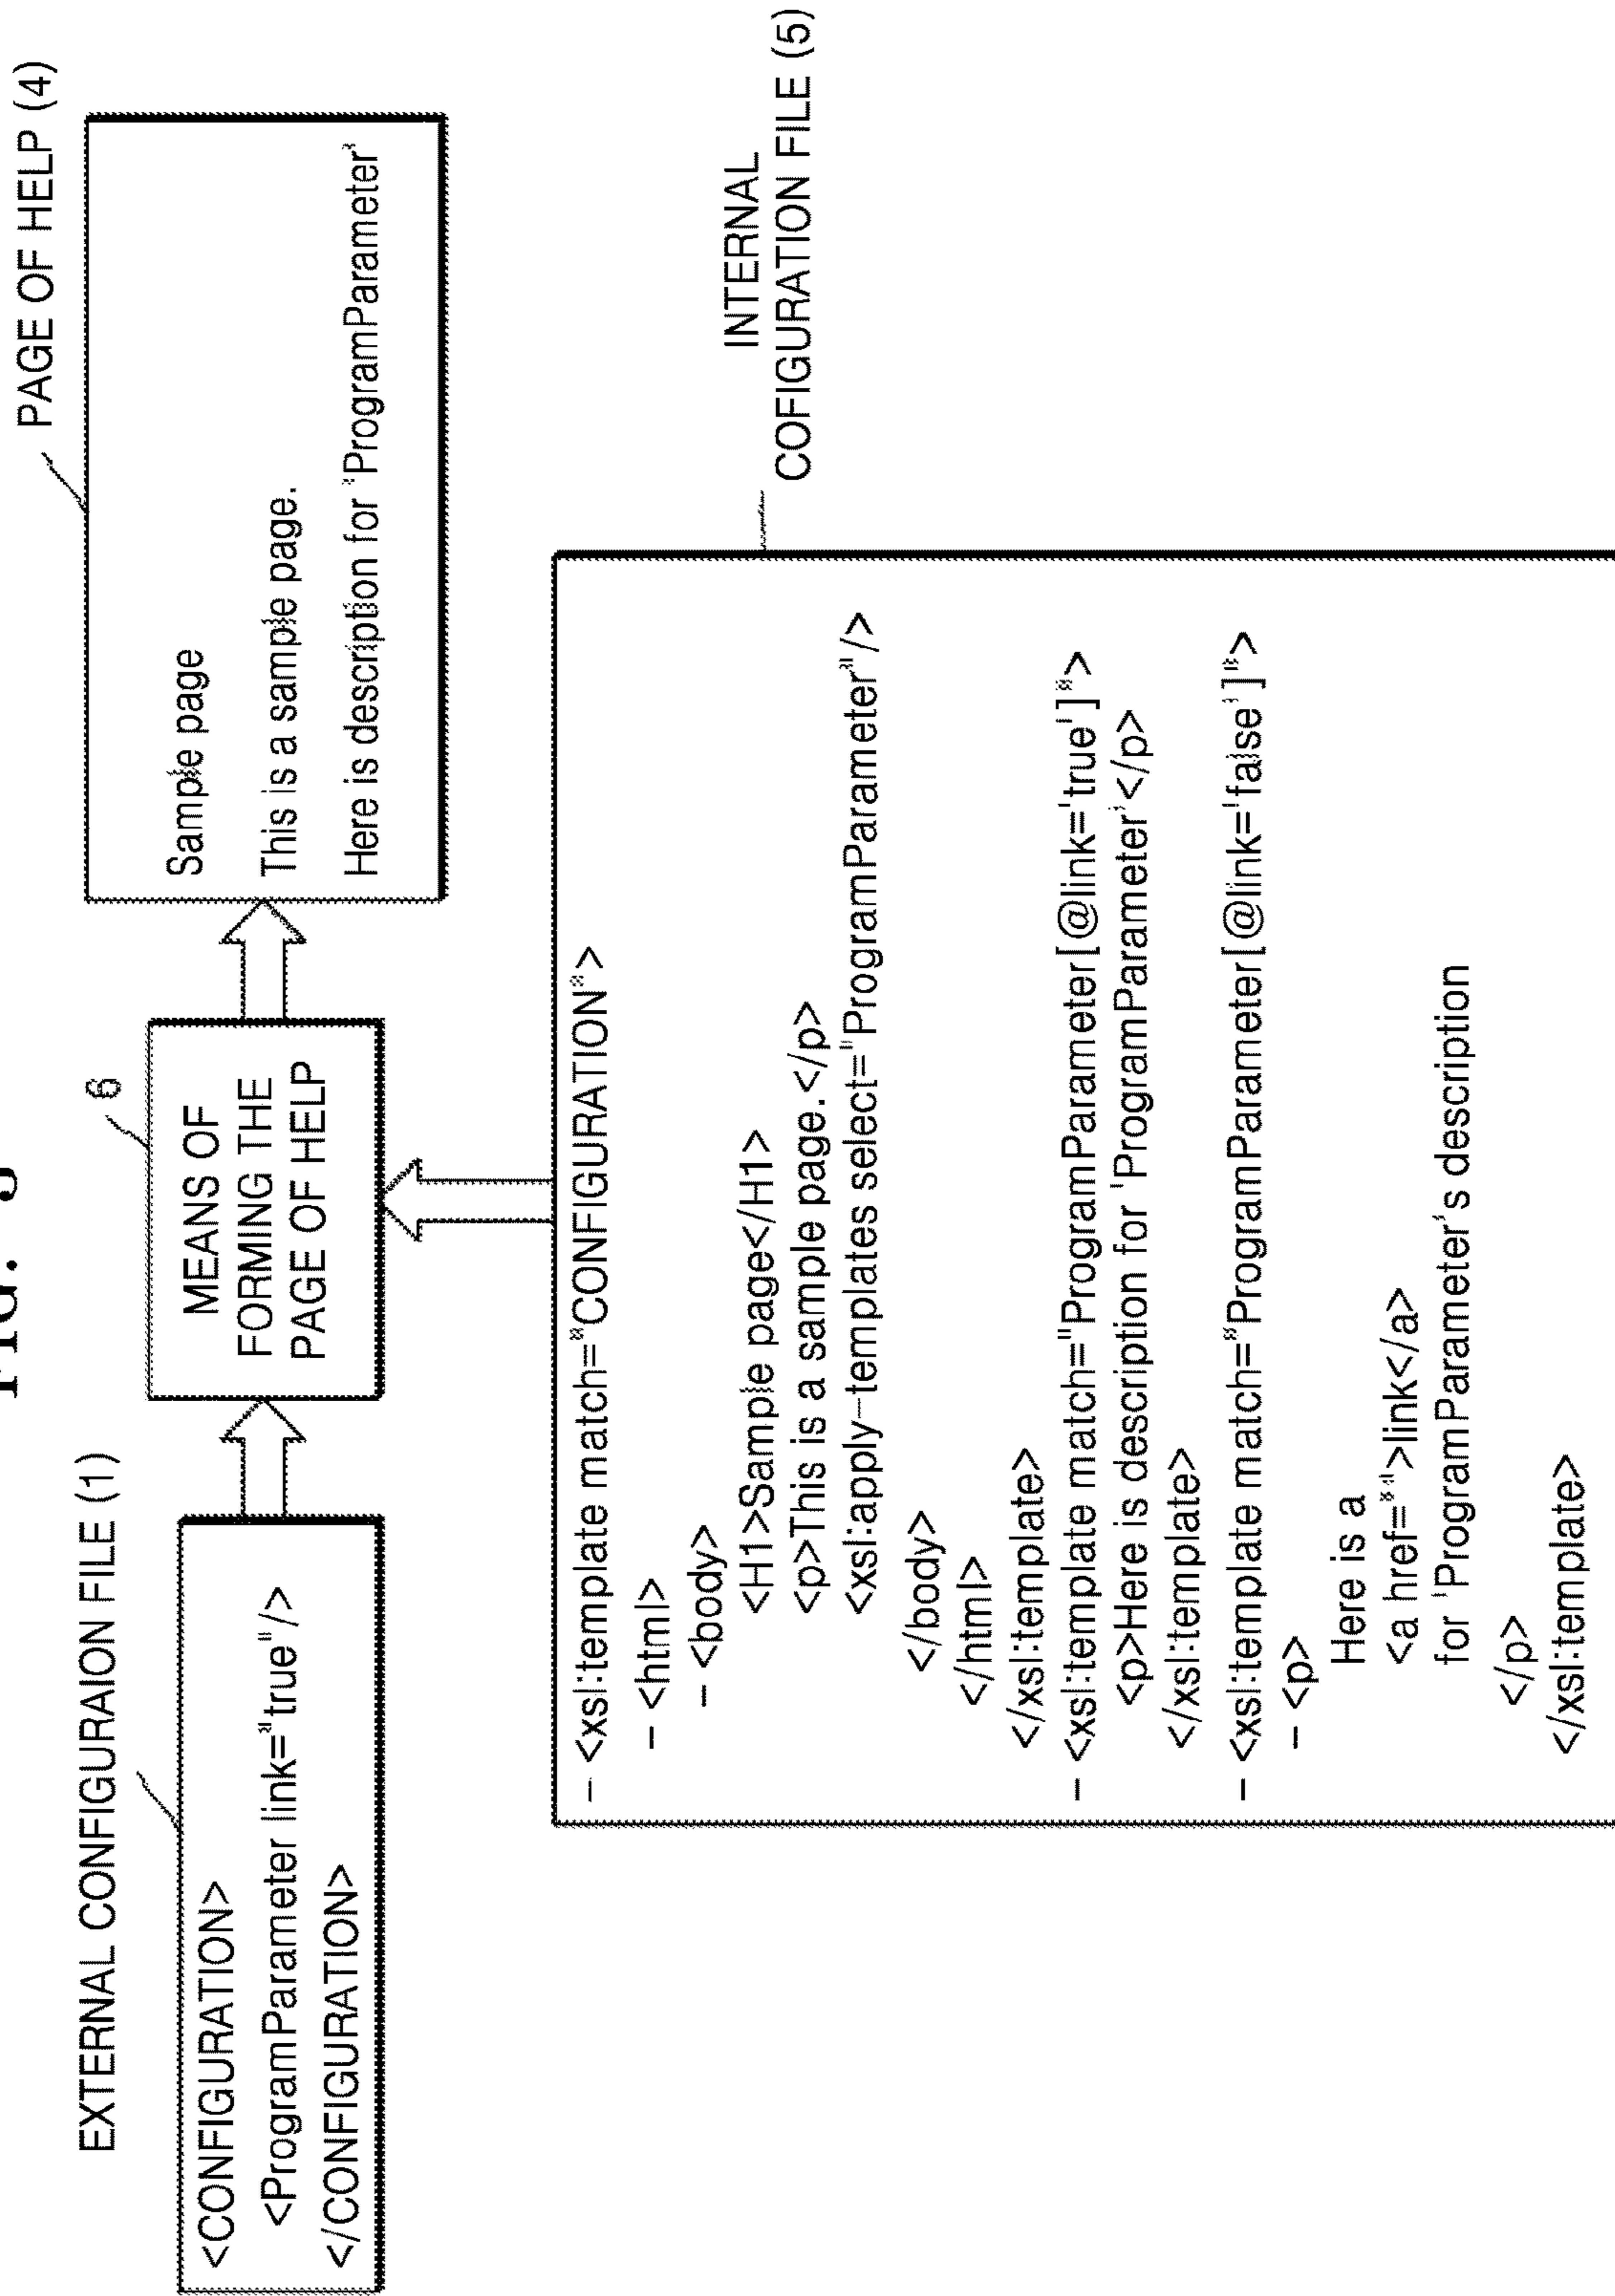 FIG. 3
EXTERNAL CONFIGURAION FILE (1)
<CONFIGURATION>
<ProgramParameter link="true"/>
</CONFIGURATION>
6
MEANS OF
FORMING THE
PAGE OF HELP
PAGE OF HELP (4)
Sample page
This is a sample page.
Here is description for 'ProgramParameter'
INTERNAL
COFIGURATION FILE (5)
– <xsl:template match="CONFIGURATION">
– <html>
– <body>
<H1>Sample page</H1>
<p>This is a sample page.</p>
<xsl:apply–templates select="ProgramParameter"/>
</body>
</html>
</xsl:template>
– <xsl:template match="ProgramParameter[@link='true']">
<p>Here is description for 'ProgramParameter'</p>
</xsl:template>
– <xsl:template match="ProgramParameter[@link='false']">
– <p>
Here is a
<a href="">link</a>
for 'ProgramParameter's description
</p>
</xsl:template>